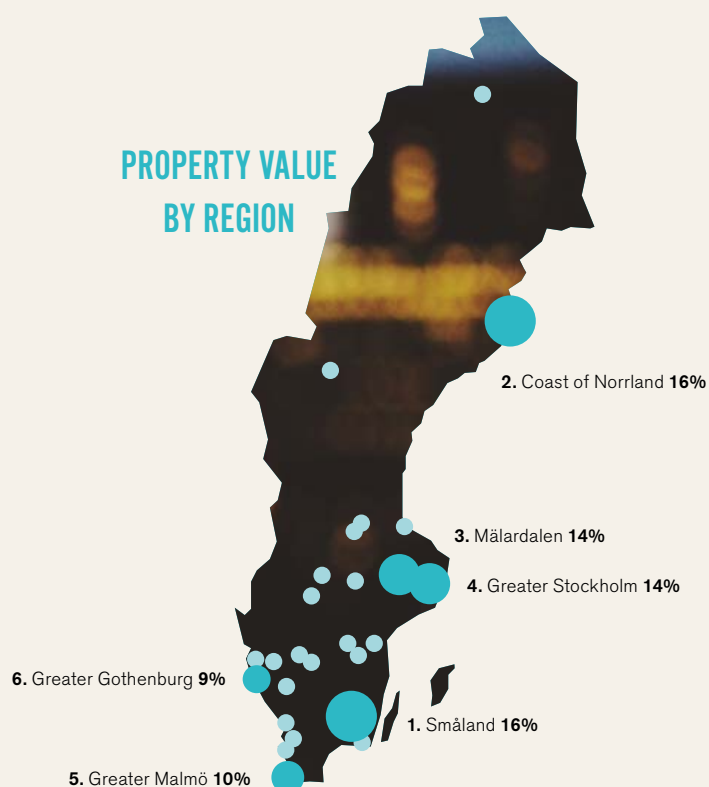 PROPERTY VALUE
BY REGION
2. Coast of Norrland 16%
3. Mälardalen 14%
4. Greater Stockholm 14%
6. Greater Gothenburg 9%
1. Småland 16%
5. Greater Malmö 10%